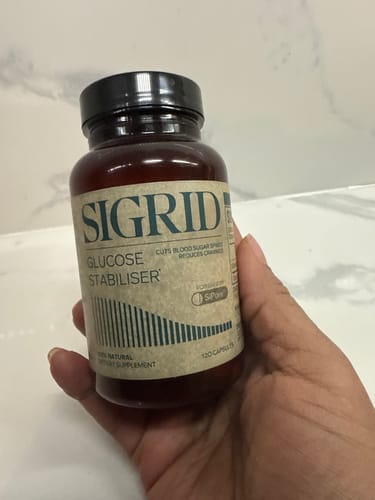 SIGRID
GLUCOSE
STABILISER*
CUTS BLOOD SUGAR SPIKES
REDUCES CRAVINGS
SiPore
100% NATURAL
DIETARY SUPPLEMENT
120 CAPSULES